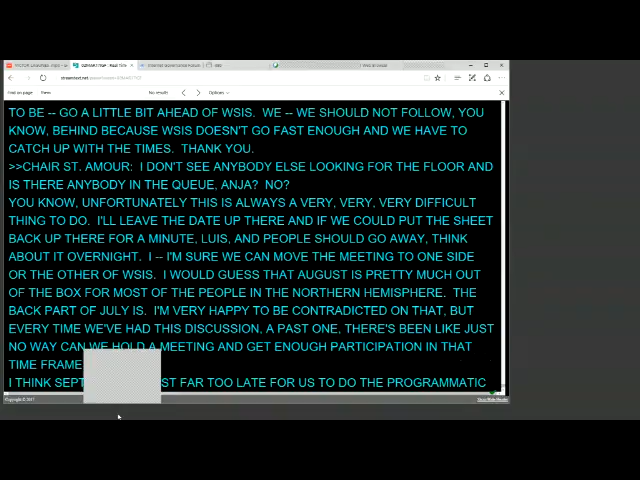 streamtext.net
No results
Options
TO BE -- GO A LITTLE BIT AHEAD OF WSIS.  WE -- WE SHOULD NOT FOLLOW, YOU
KNOW, BEHIND BECAUSE WSIS DOESN'T GO FAST ENOUGH AND WE HAVE TO
CATCH UP WITH THE TIMES.  THANK YOU.
>>CHAIR ST. AMOUR:  I DON'T SEE ANYBODY ELSE LOOKING FOR THE FLOOR AND
IS THERE ANYBODY IN THE QUEUE, ANJA?  NO?
YOU KNOW, UNFORTUNATELY THIS IS ALWAYS A VERY, VERY, VERY DIFFICULT
THING TO DO.  I'LL LEAVE THE DATE UP THERE AND IF WE COULD PUT THE SHEET
BACK UP THERE FOR A MINUTE, LUIS, AND PEOPLE SHOULD GO AWAY, THINK
ABOUT IT OVERNIGHT.  I -- I'M SURE WE CAN MOVE THE MEETING TO ONE SIDE
OR THE OTHER OF WSIS.  I WOULD GUESS THAT AUGUST IS PRETTY MUCH OUT
OF THE BOX FOR MOST OF THE PEOPLE IN THE NORTHERN HEMISPHERE.  THE
BACK PART OF JULY IS.  I'M VERY HAPPY TO BE CONTRADICTED ON THAT, BUT
EVERY TIME WE'VE HAD THIS DISCUSSION, A PAST ONE, THERE'S BEEN LIKE JUST
NO WAY CAN WE HOLD A MEETING AND GET ENOUGH PARTICIPATION IN THAT
TIME FRAME
I THINK SEPT ST FAR TOO LATE FOR US TO DO THE PROGRAMMATIC
Copyright © 2017